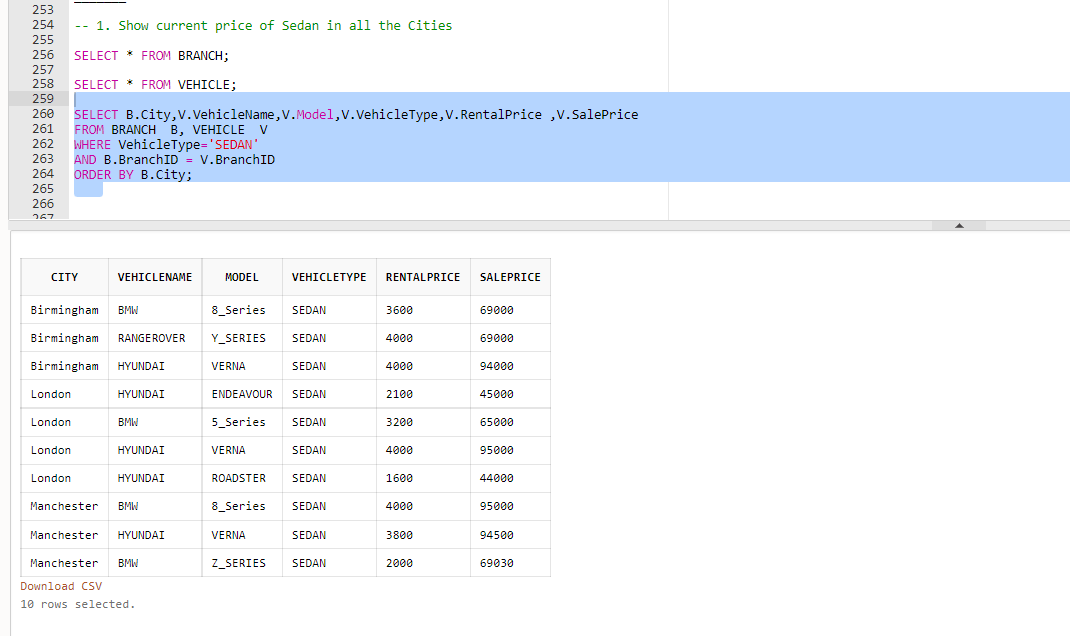 253
254 -- 1. Show current price of Sedan in all the Cities
255
256 SELECT * FROM BRANCH;
257
258 SELECT * FROM VEHICLE;
259
260 SELECT B.City,V.VehicleName,V.Model,V.VehicleType,V.RentalPrice ,V.SalePrice
261 FROM BRANCH  B, VEHICLE  V
262 WHERE VehicleType='SEDAN'
263 AND B.BranchID = V.BranchID
264 ORDER BY B.City;
265
266
267
CITY VEHICLENAME MODEL VEHICLETYPE RENTALPRICE SALEPRICE
Birmingham BMW 8_Series SEDAN 3600 69000
Birmingham RANGEROVER Y_SERIES SEDAN 4000 69000
Birmingham HYUNDAI VERNA SEDAN 4000 94000
London HYUNDAI ENDEAVOUR SEDAN 2100 45000
London BMW 5_Series SEDAN 3200 65000
London HYUNDAI VERNA SEDAN 4000 95000
London HYUNDAI ROADSTER SEDAN 1600 44000
Manchester BMW 8_Series SEDAN 4000 95000
Manchester HYUNDAI VERNA SEDAN 3800 94500
Manchester BMW Z_SERIES SEDAN 2000 69030
Download CSV
10 rows selected.